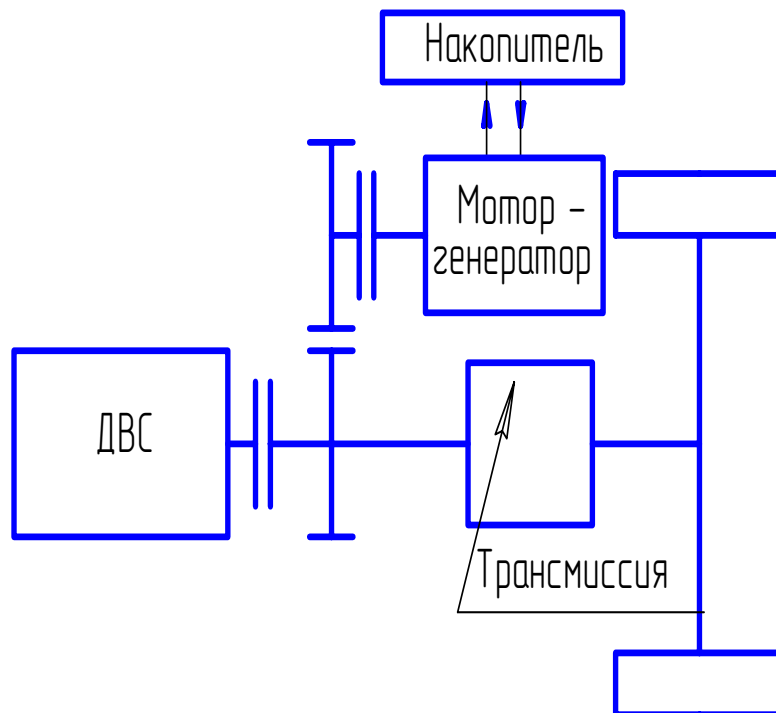 Накопитель
Мотор -
генератор
ДВС
Трансмиссия